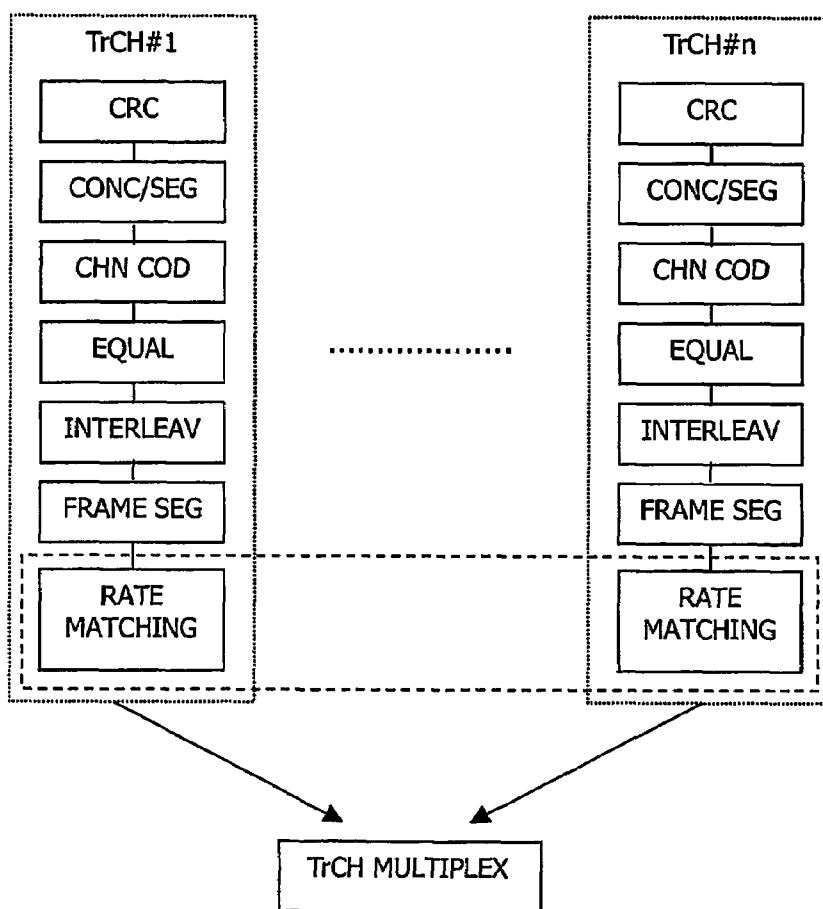 TrCH#1
CRC
CONC/SEG
CHN COD
EQUAL
INTERLEAV
FRAME SEG
RATE
MATCHING
TrCH#n
CRC
CONC/SEG
CHN COD
EQUAL
INTERLEAV
FRAME SEG
RATE
MATCHING
TrCH MULTIPLEX